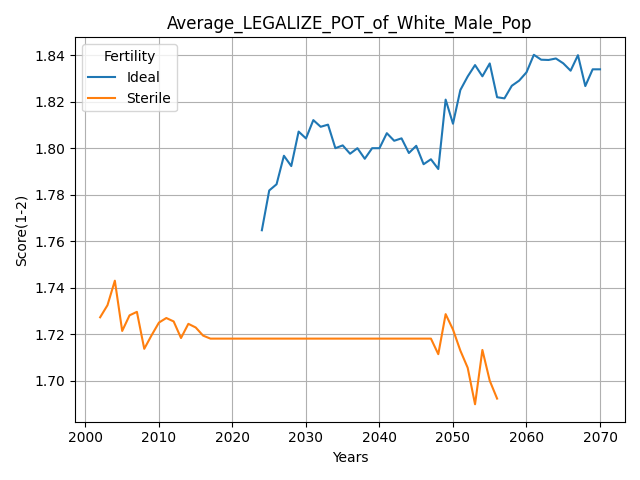 Average_LEGALIZE_POT_of_White_Male_Pop
Fertility
Ideal
Sterile
Score(1-2)
1.84
1.82
1.80
1.78
1.76
1.74
1.72
1.70
2000 2010 2020 2030 2040 2050 2060 2070
Years